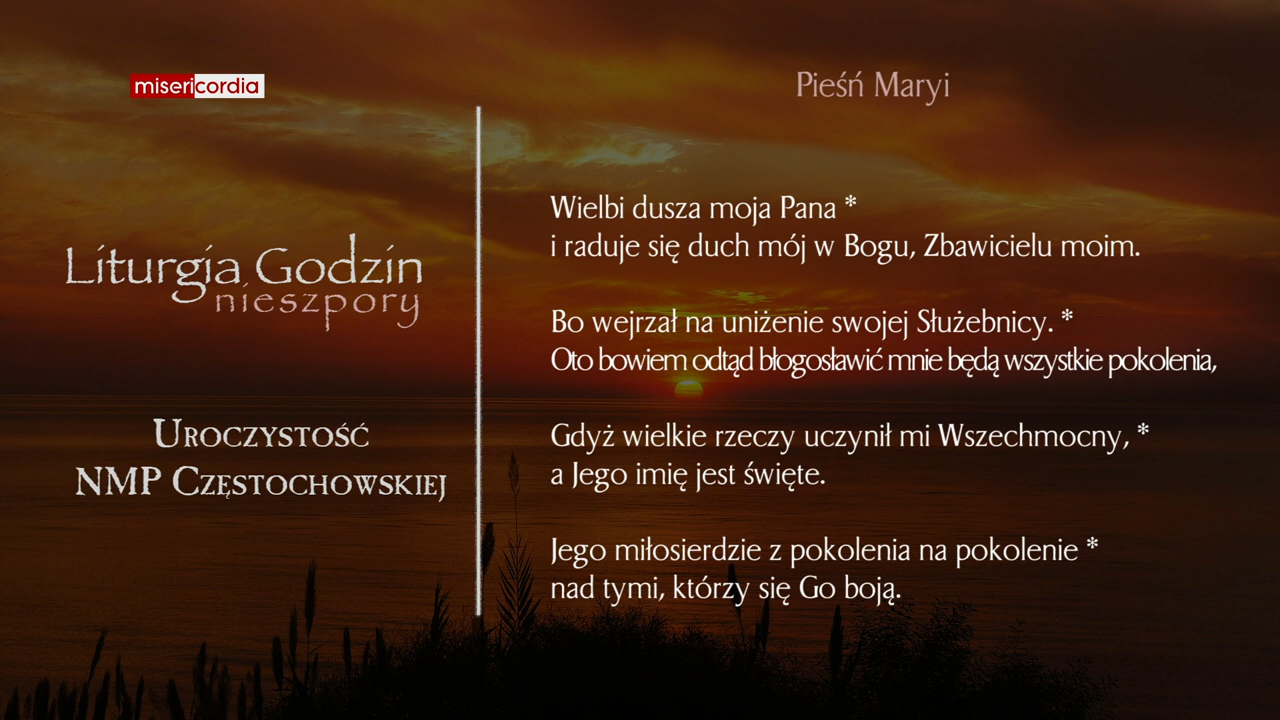 misericordia
Liturgia Godzin
nieszpory
Uroczystość
NMP Częstochowskiej
Pieśń Maryi
Wielbi dusza moja Pana *
i raduje się duch mój w Bogu, Zbawicielu moim.
Bo wejrzał na uniżenie swojej Służebnicy. *
Oto bowiem odtąd błogosławić mnie będą wszystkie pokolenia,
Gdyż wielkie rzeczy uczynił mi Wszechmocny, *
a Jego imię jest święte.
Jego miłosierdzie z pokolenia na pokolenie *
nad tymi, którzy się Go boją.